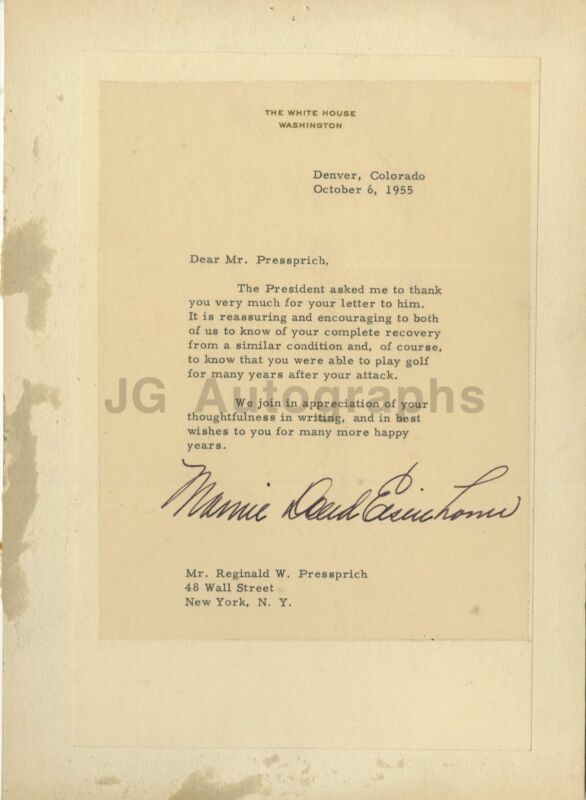 THE WHITE HOUSE
WASHINGTON
Denver, Colorado
October 6, 1955
Dear Mr. Pressprich,
The President asked me to thank
you very much for your letter to him.
It is reassuring and encouraging to both
of us to know of your complete recovery
from a similar condition and, of course,
to know that you were able to play golf
for many years after your attack.
JG Autographs
We join in appreciation of your
thoughtfulness in writing, and in best
wishes to you for many more happy
years.
Mamie Doud Eisenhower
Mr. Reginald W. Pressprich
48 Wall Street
New York, N. Y.